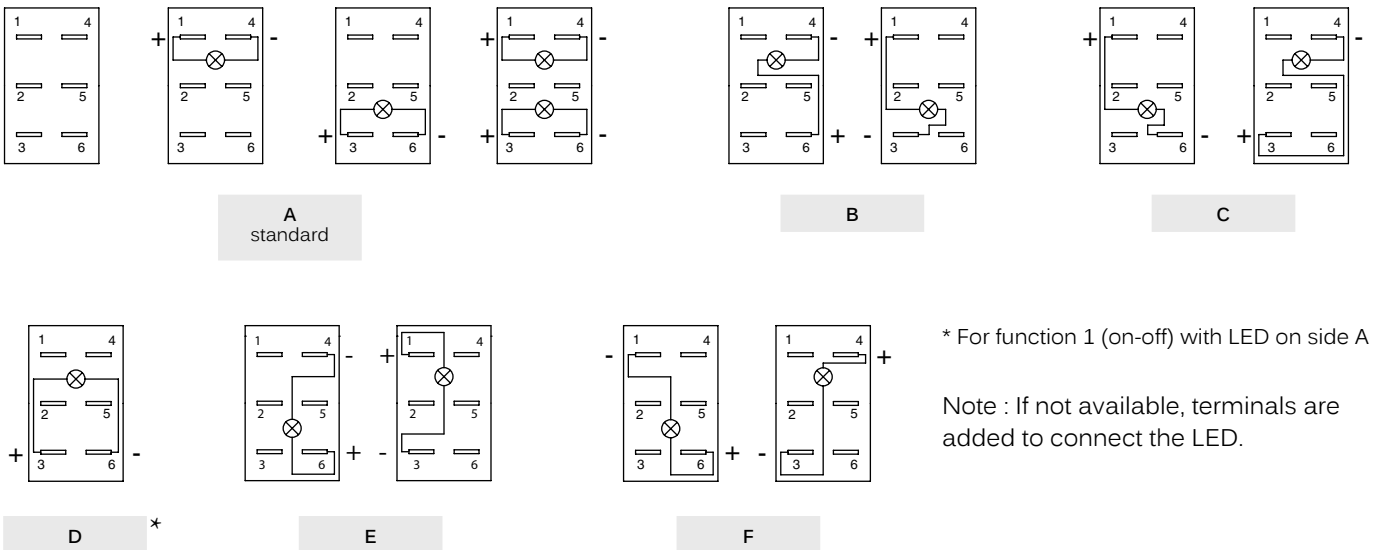 1 4 1 4 1 4 1 4 1 4 1 4 1 4 1 4
+ - + - - + + -
2 5 2 5 2 5 2 5 2 5 2 5 2 5 2 5
+ - + - + - - +
3 6 3 6 3 6 3 6 3 6 3 6 3 6 3 6
A
standard
B
C
1 4 1 4 1 4 1 4 1 4
- + - +
2 5 2 5 2 5 2 5 2 5
+ - + - + -
3 6 3 6 3 6 3 6 3 6
D *
E
F
* For function 1 (on-off) with LED on side A
Note : If not available, terminals are
added to connect the LED.